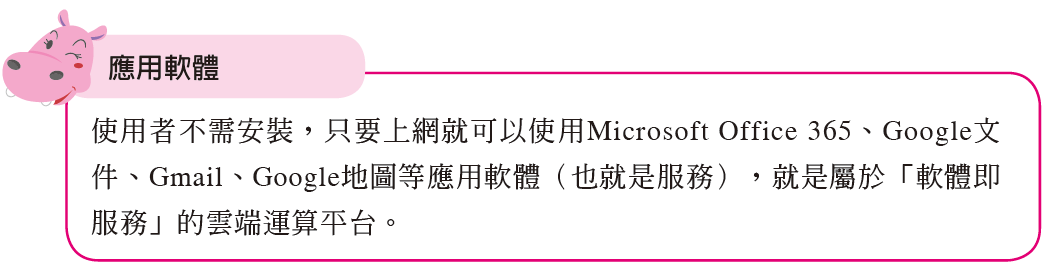 應用軟體
使用者不需安裝，只要上網就可以使用Microsoft Office 365、Google文
件、Gmail、Google地圖等應用軟體（也就是服務），就是屬於「軟體即
服務」的雲端運算平台。